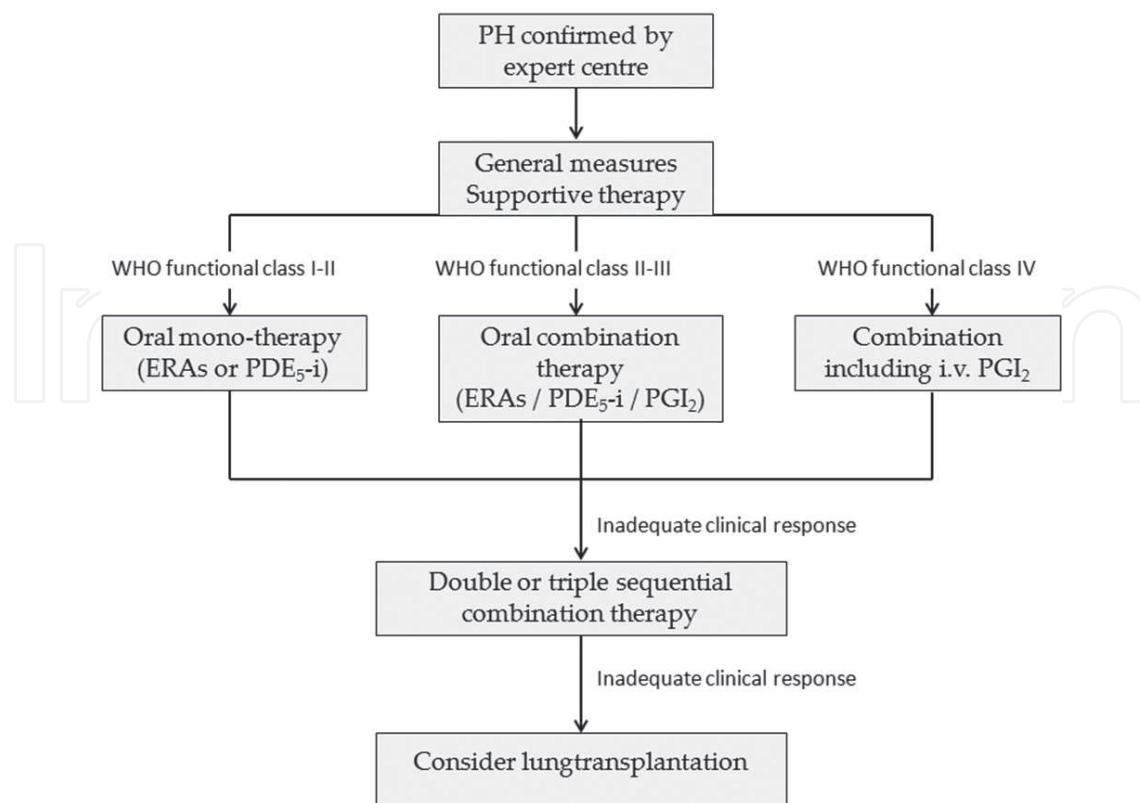 PH confirmed by
expert centre
General measures
Supportive therapy
WHO functional class I-II
WHO functional class II-III
WHO functional class IV
Oral mono-therapy
(ERAs or PDE₅-i)
Oral combination
therapy
(ERAs / PDE₅-i / PGI₂)
Combination
including i.v. PGI₂
Inadequate clinical response
Double or triple sequential
combination therapy
Inadequate clinical response
Consider lungtransplantation